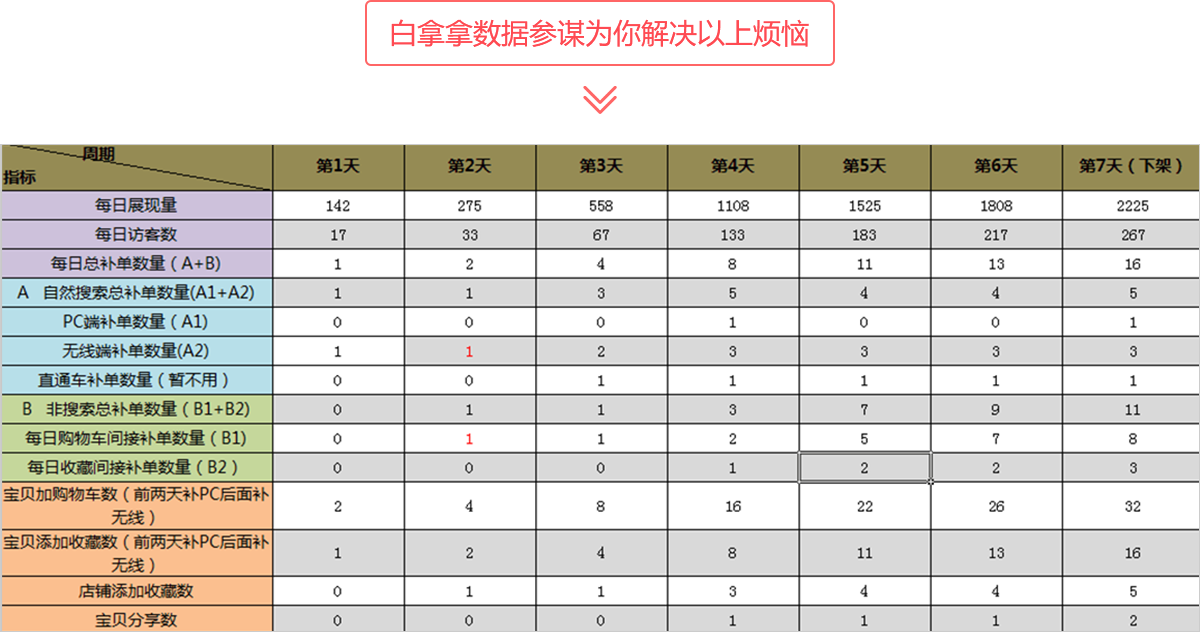 白拿拿数据参谋为你解决以上烦恼
周期
指标 第1天 第2天 第3天 第4天 第5天 第6天 第7天（下架）
每日展现量 142 275 558 1108 1525 1808 2225
每日访客数 17 33 67 133 183 217 267
每日总补单数量（A+B) 1 2 4 8 11 13 16
A 自然搜索总补单数量(A1+A2) 1 1 3 5 4 4 5
PC端补单数量（A1) 0 0 0 1 0 0 1
无线端补单数量(A2) 1 1 2 3 3 3 3
直通车补单数量（暂不用） 0 0 1 1 1 1 1
B 非搜索总补单数量（B1+B2) 0 1 1 3 7 9 11
每日购物车间接补单数量（B1) 0 1 1 2 5 7 8
每日收藏间接补单数量（B2） 0 0 0 1 2 2 3
宝贝加购物车数（前两天补PC后面补
无线） 2 4 8 16 22 26 32
宝贝添加收藏数（前两天补PC后面补
无线） 1 2 4 8 11 13 16
店铺添加收藏数 0 1 1 3 4 4 5
宝贝分享数 0 0 0 1 1 1 2